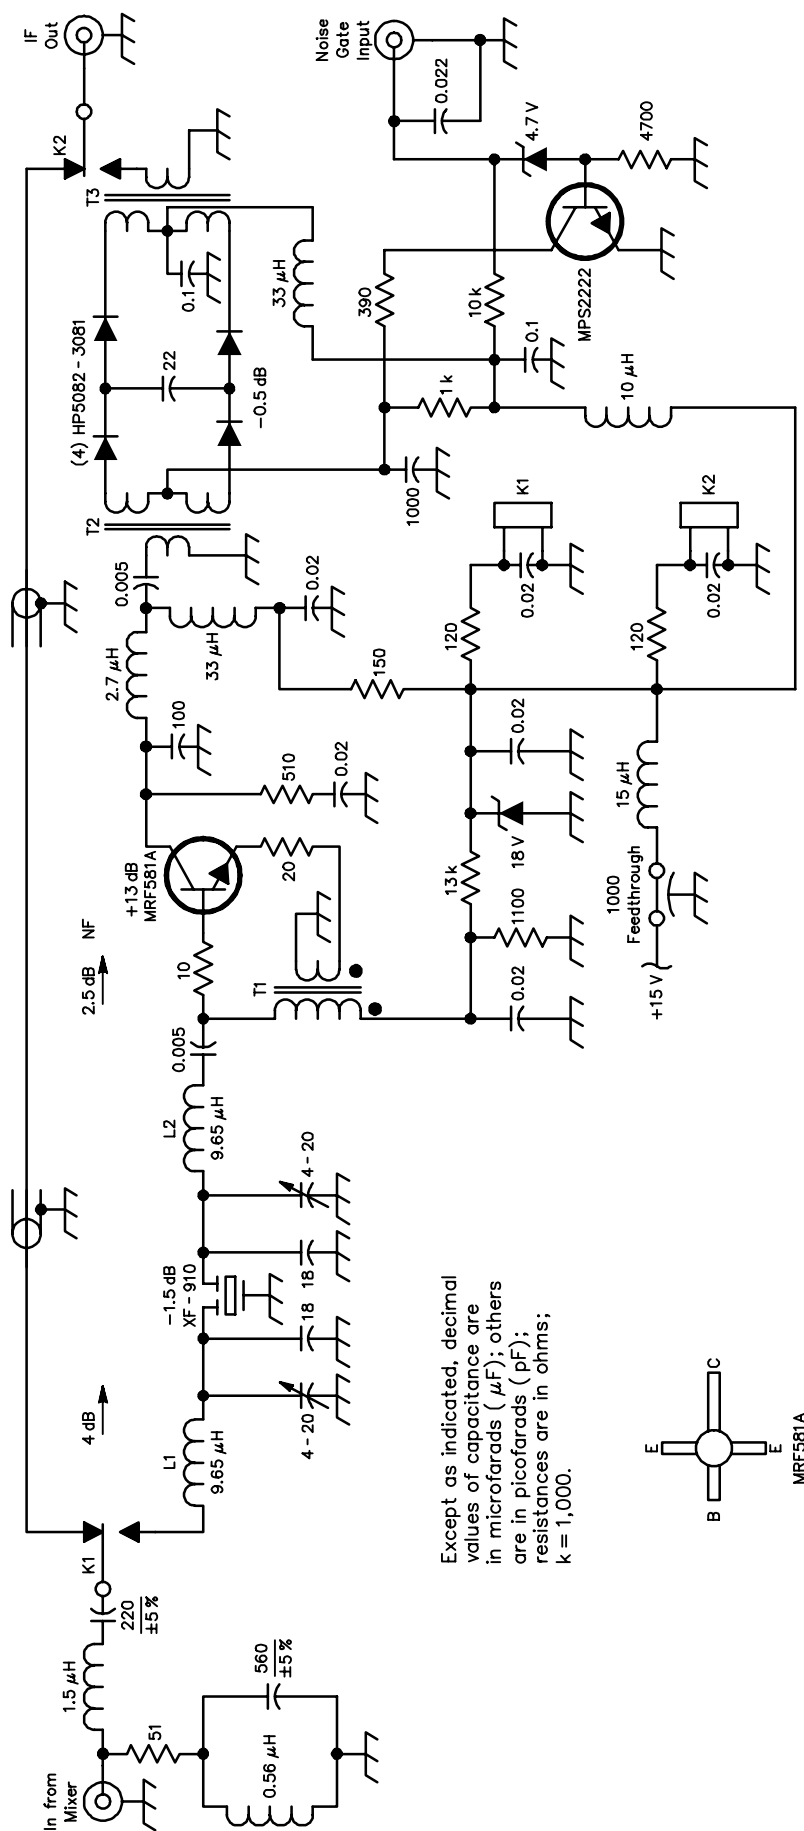 In from
Mixer
1.5 μH
51
0.56 μH
560
±5%
220
±5%
K1
4 dB
L1
9.65 μH
4-20
18
-1.5 dB
XF-910
18
4-20
L2
9.65 μH
0.005
2.5 dB NF
10
T1
+13 dB
MRF581A
20
510
0.02
100
2.7 μH
33 μH
0.02
0.005
T2
(4) HP5082-3081
22
-0.5 dB
0.1
T3
K2
IF
Out
33 μH
Noise
Gate
Input
0.022
4.7 V
4700
MPS2222
390
10 k
0.1
1 k
1000
10 μH
K1
0.02
120
K2
0.02
120
150
0.02
18 V
13 k
1100
0.02
15 μH
1000
Feedthrough
+15 V
Except as indicated, decimal
values of capacitance are
in microfarads (μF); others
are in picofarads (pF);
resistances are in ohms;
k = 1,000.
E
B
C
E
MRF581A